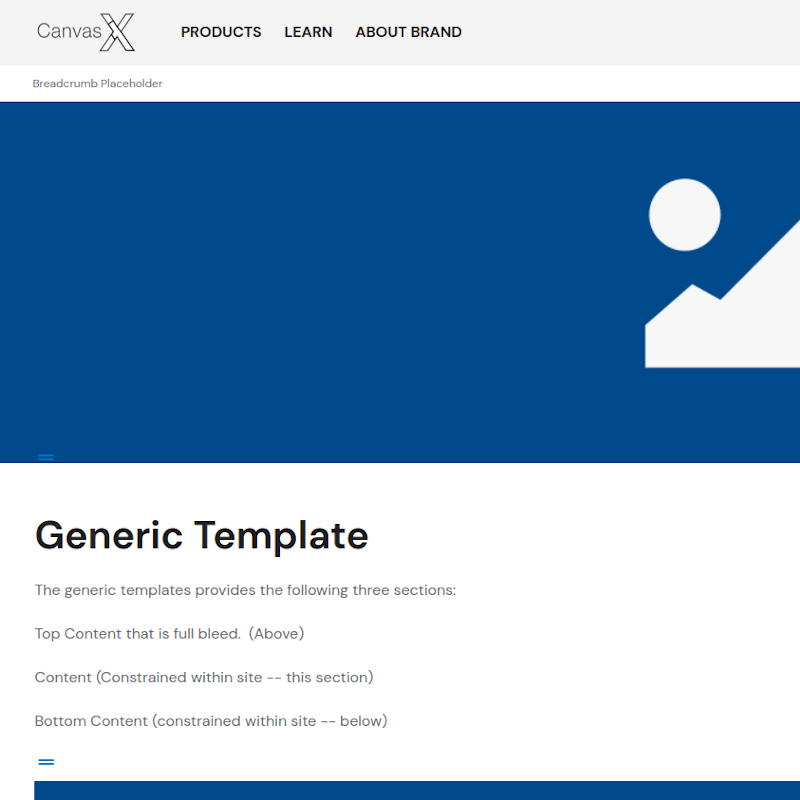 CanvasX
PRODUCTS LEARN ABOUT BRAND
Breadcrumb Placeholder
Generic Template
The generic templates provides the following three sections:
Top Content that is full bleed.  (Above)
Content (Constrained within site -- this section)
Bottom Content (constrained within site -- below)